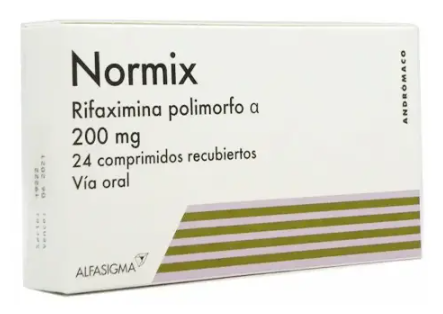 Normix
Rifaximina polimorfo α
200 mg
24 comprimidos recubiertos
Vía oral
ALFASIGMA
ANDRÓMACO